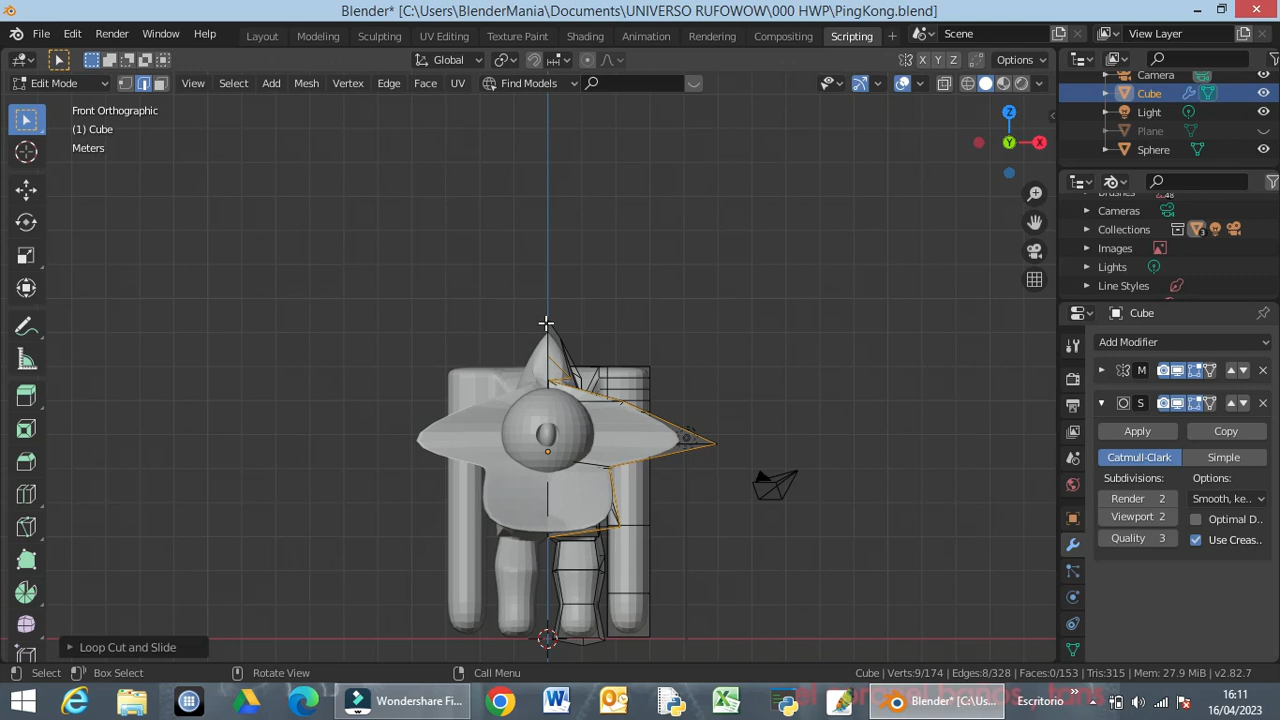 Blender* [C:\Users\BlenderMania\Documents\UNIVERSO RUFOWOW\000 HWP\PingKong.blend]
File Edit Render Window Help Layout Modeling Sculpting UV Editing Texture Paint Shading Animation Rendering Compositing Scripting Scene View Layer
Global X Y Z Options
Edit Mode View Select Add Mesh Vertex Edge Face UV Find Models
Front Orthographic
(1) Cube
Meters
Z
Y X
Camera
Cube
Light
Plane
Sphere
Cameras
Collections 3
Images
Lights
Line Styles
Cube
Add Modifier
M
S
Apply Copy
Catmull-Clark Simple
Subdivisions: Options:
Render 2 Smooth, ke..
Viewport 2 Optimal D..
Quality 3 Use Creas..
Loop Cut and Slide
Select Rotate View Call Menu Cube | Verts:9/174 | Edges:8/328 | Faces:0/153 | Tris:315 | Mem: 27.9 MiB | v2.82.7
Wondershare Fi... Blender* [C:\Us... Escritorio
16:11
16/04/2023